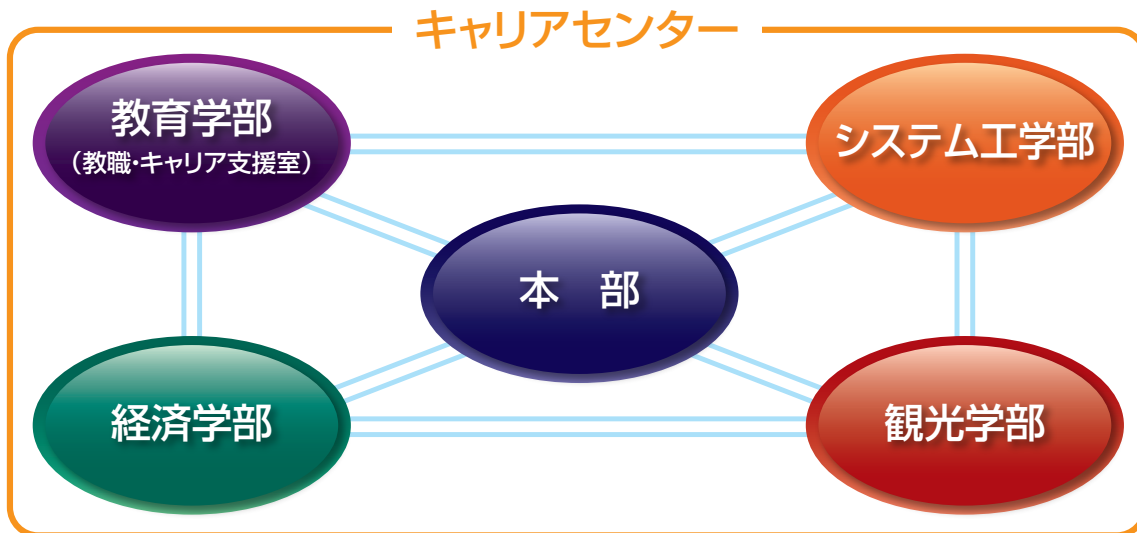 キャリアセンター
教育学部
（教職・キャリア支援室）
システム工学部
本　部
経済学部
観光学部